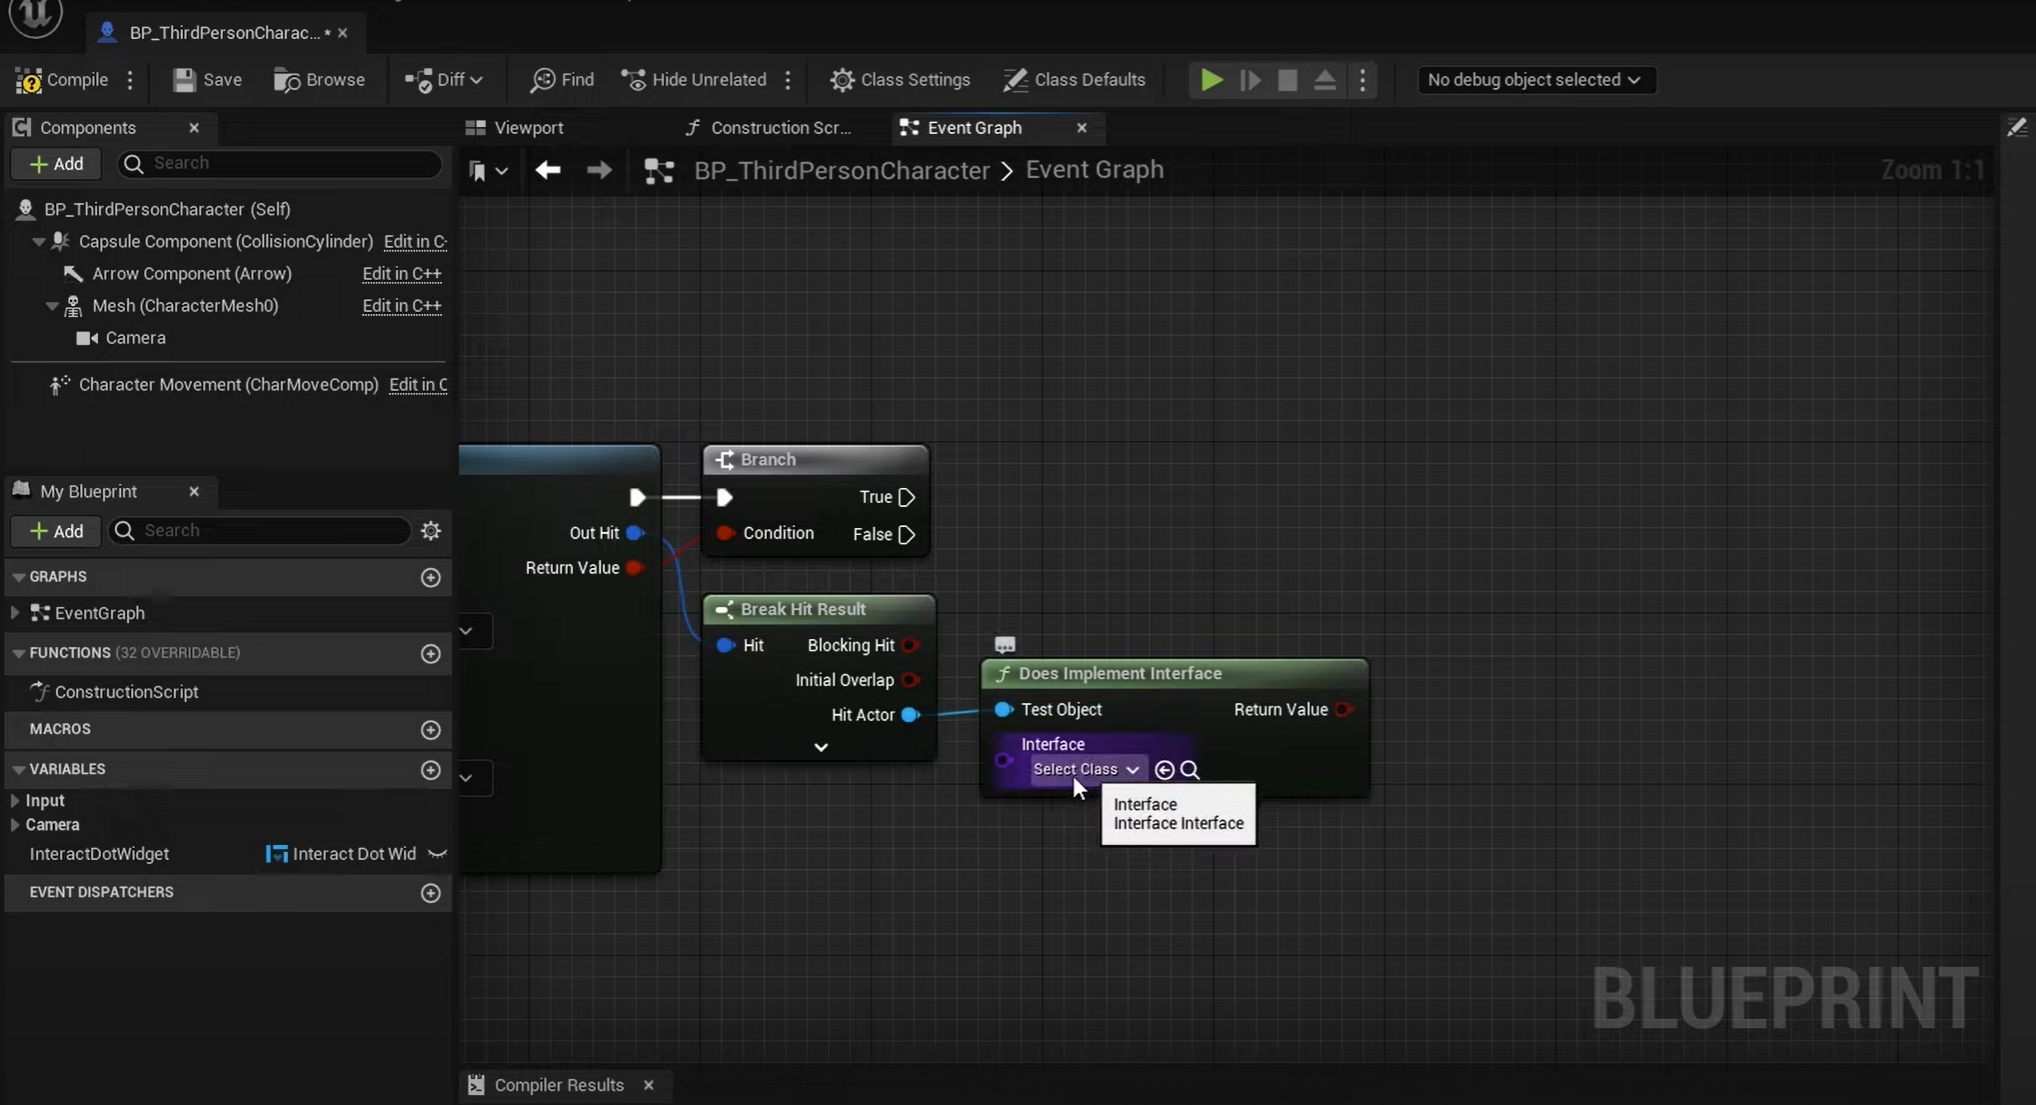 BP_ThirdPersonCharac... *
Compile
Save
Browse
Diff
Find
Hide Unrelated
Class Settings
Class Defaults
No debug object selected
Components
Viewport
Construction Scr...
Event Graph
Add
Search
BP_ThirdPersonCharacter > Event Graph
Zoom 1:1
BP_ThirdPersonCharacter (Self)
Capsule Component (CollisionCylinder)
Edit in C
Arrow Component (Arrow)
Edit in C++
Mesh (CharacterMesh0)
Edit in C++
Camera
Character Movement (CharMoveComp)
Edit in C
My Blueprint
Add
Search
GRAPHS
EventGraph
FUNCTIONS (32 OVERRIDABLE)
ConstructionScript
MACROS
VARIABLES
Input
Camera
InteractDotWidget
Interact Dot Wid
EVENT DISPATCHERS
Out Hit
Return Value
Branch
True
Condition
False
Break Hit Result
Hit
Blocking Hit
Initial Overlap
Hit Actor
Does Implement Interface
Test Object
Return Value
Interface
Select Class
Interface
Interface Interface
BLUEPRINT
Compiler Results